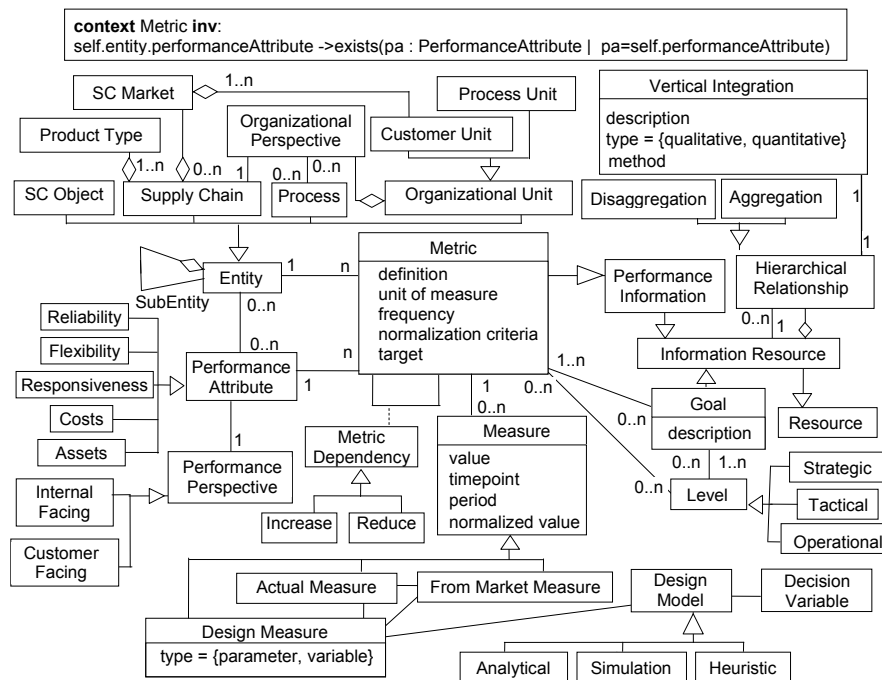 context Metric inv:
self.entity.performanceAttribute ->exists(pa : PerformanceAttribute | pa=self.performanceAttribute)
SC Market
1..n
Process Unit
Vertical Integration
description
type = {qualitative, quantitative}
method
Product Type
Organizational
Perspective
Customer Unit
1..n
0..n
1
0..n
0..n
SC Object
Supply Chain
Process
Organizational Unit
Disaggregation
Aggregation
1
1
Metric
definition
unit of measure
frequency
normalization criteria
target
Entity
1
n
SubEntity
0..n
Performance
Information
Hierarchical
Relationship
0..n
1
Information Resource
Reliability
Flexibility
Responsiveness
Costs
Assets
0..n
Performance
Attribute
n
1
1
1..n
0..n
0..n
Goal
description
Resource
1
0..n
Metric
Dependency
Measure
value
timepoint
period
normalized value
0..n
1..n
0..n
Level
Strategic
Tactical
Operational
Performance
Perspective
Internal
Facing
Customer
Facing
Increase
Reduce
Actual Measure
From Market Measure
Design
Model
Decision
Variable
Design Measure
type = {parameter, variable}
Analytical
Simulation
Heuristic